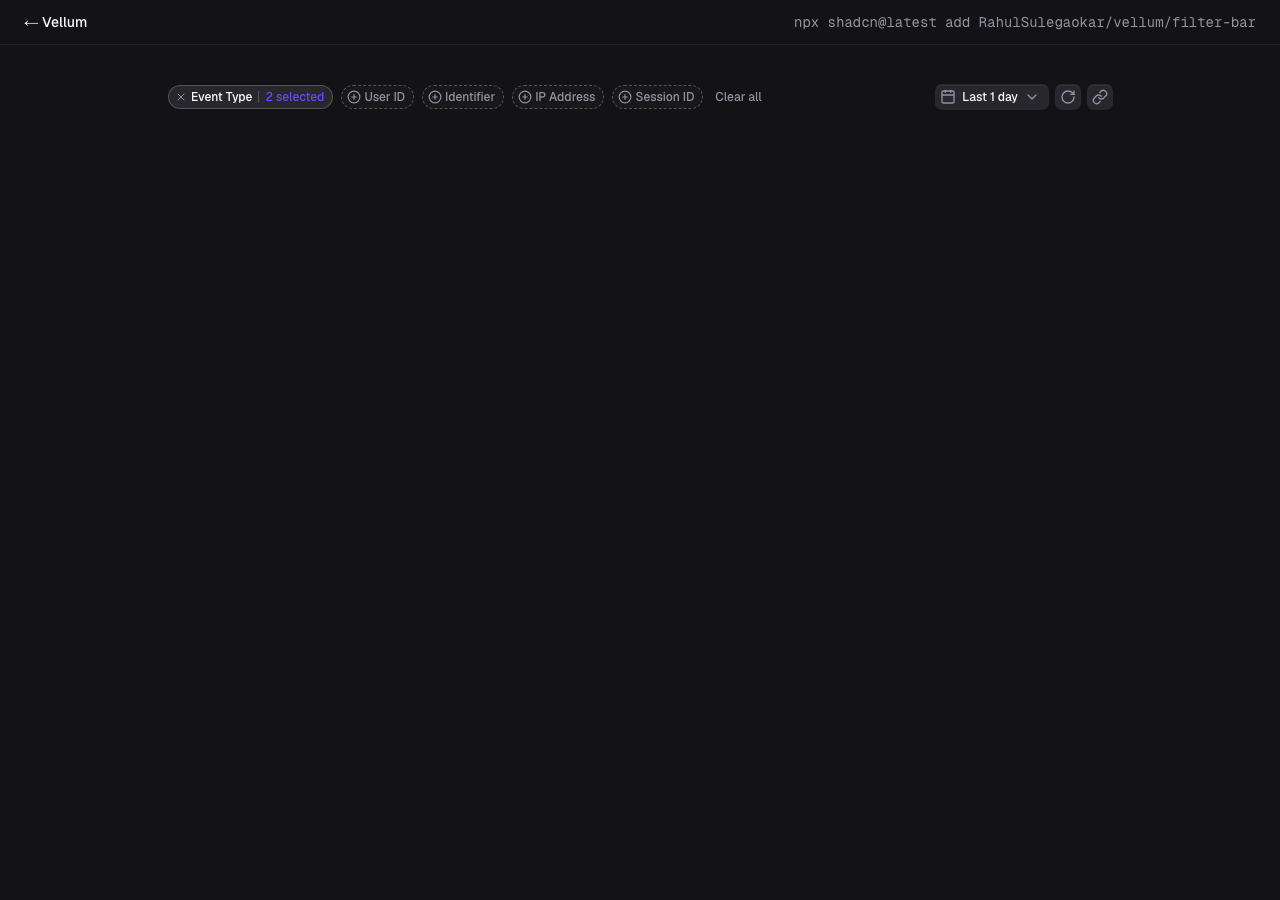 ← Vellum
npx shadcn@latest add RahulSulegaokar/vellum/filter-bar
Event Type 2 selected User ID Identifier IP Address Session ID Clear all Last 1 day